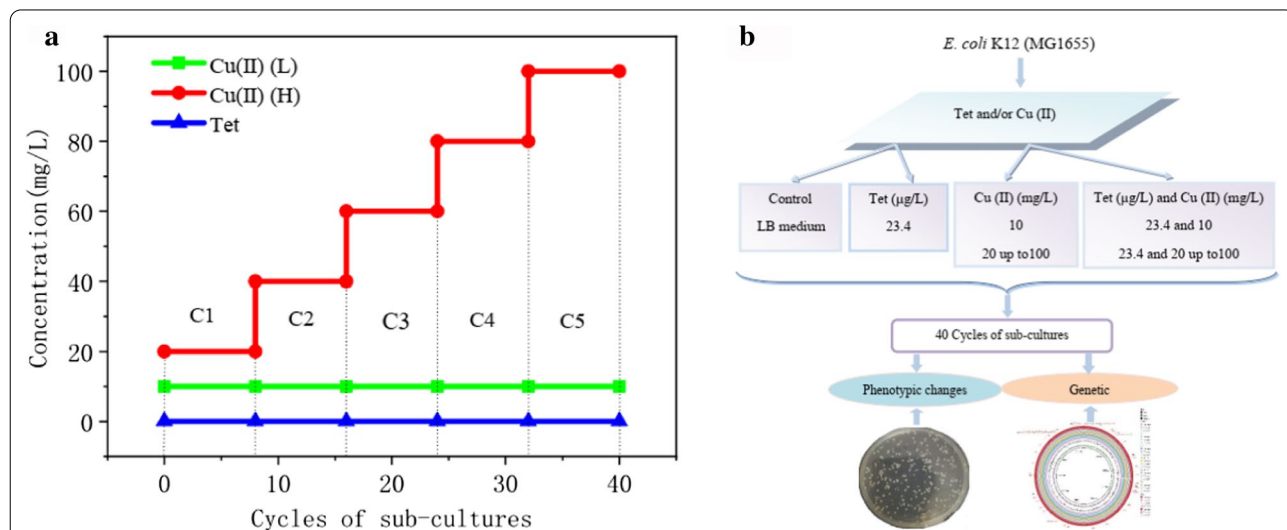 a
Cu(II) (L)
Cu(II) (H)
Tet
Concentration(mg/L)
100
80
60
40
20
0
C1
C2
C3
C4
C5
0
10
20
30
40
Cycles of sub-cultures
b
E. coli K12 (MG1655)
Tet and/or Cu (II)
Control
LB medium
Tet (μg/L)
23.4
Cu (II) (mg/L)
10
20 up to100
Tet (μg/L) and Cu (II) (mg/L)
23.4 and 10
23.4 and 20 up to100
40 Cycles of sub-cultures
Phenotypic changes
Genetic